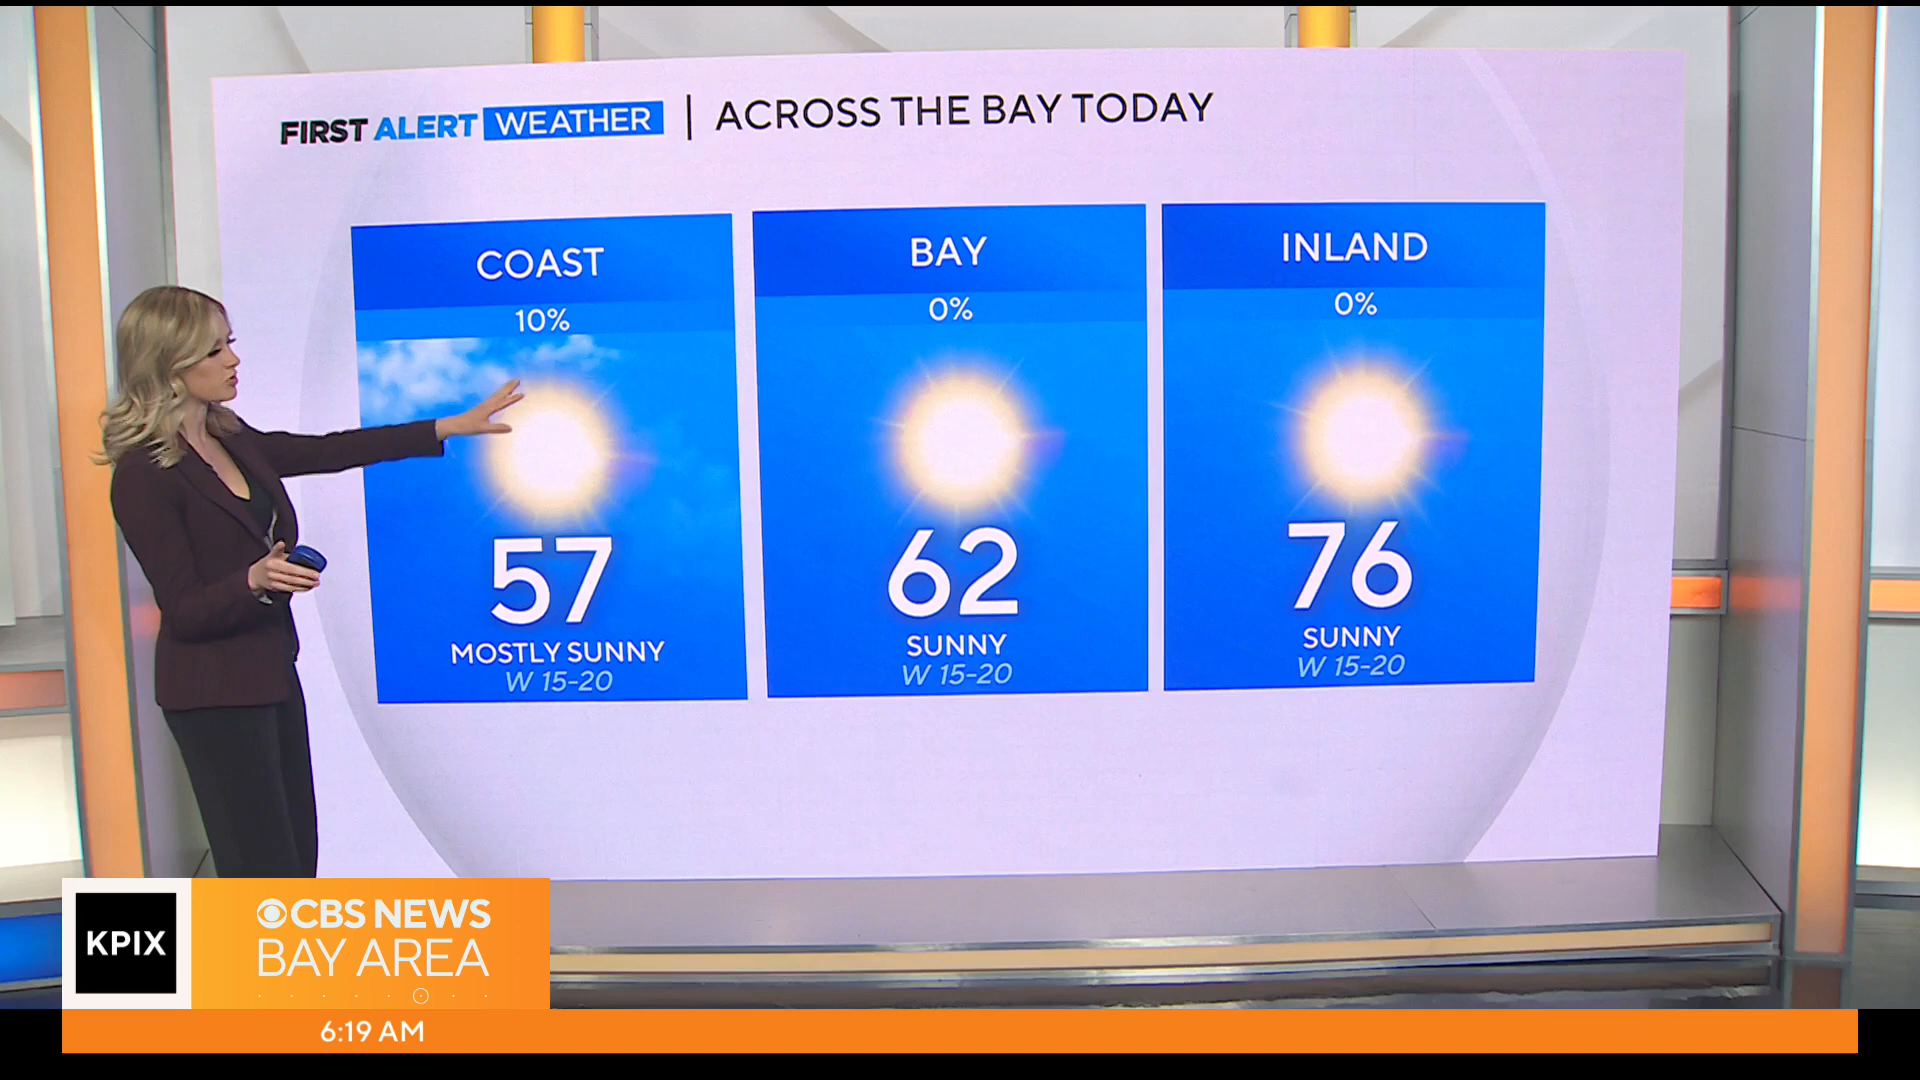 FIRST ALERT WEATHER | ACROSS THE BAY TODAY
COAST
10%
57
MOSTLY SUNNY
W 15-20
BAY
0%
62
SUNNY
W 15-20
INLAND
0%
76
SUNNY
W 15-20
KPIX
CBS NEWS
BAY AREA
6:19 AM